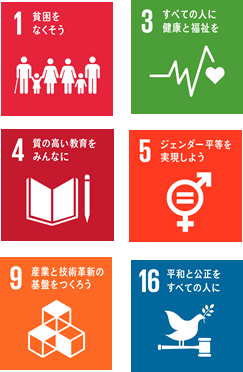 1 貧困を
なくそう
3 すべての人に
健康と福祉を
4 質の高い教育を
みんなに
5 ジェンダー平等を
実現しよう
9 産業と技術革新の
基盤をつくろう
16 平和と公正を
すべての人に